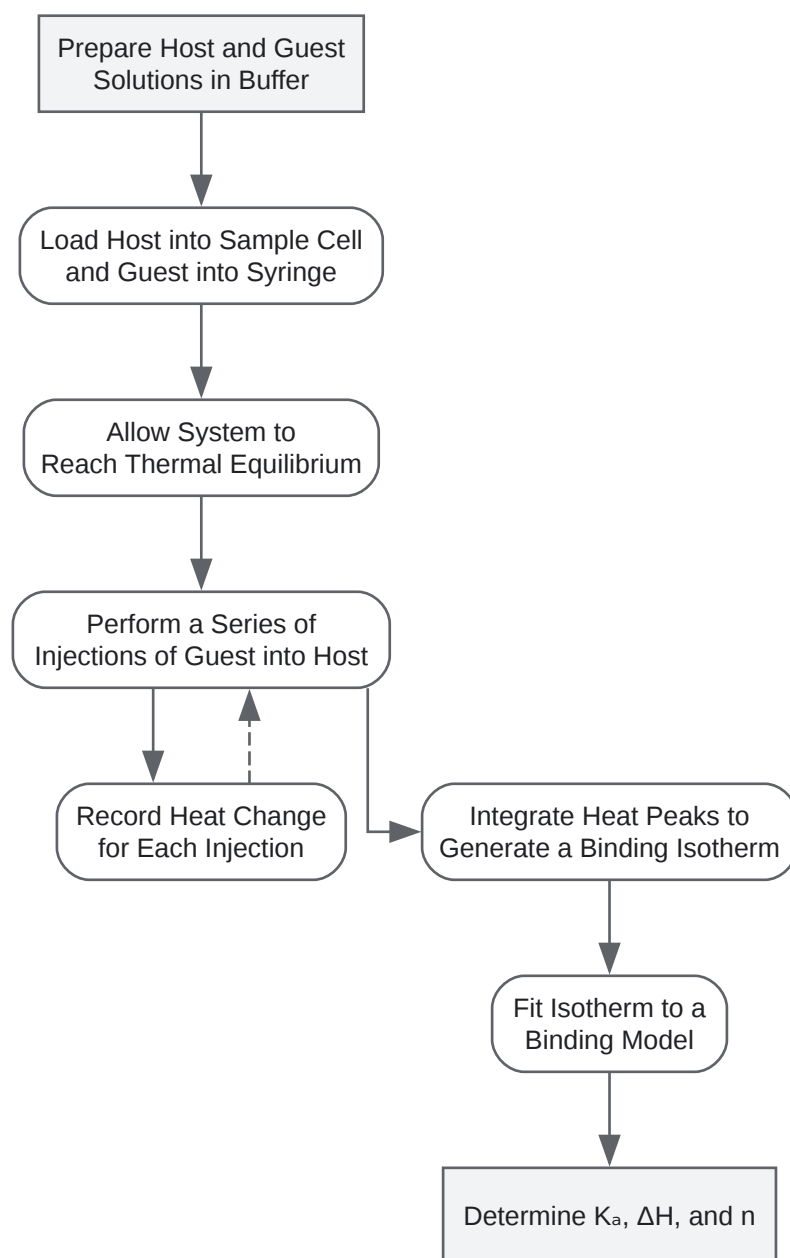 Prepare Host and Guest
Solutions in Buffer
Load Host into Sample Cell
and Guest into Syringe
Allow System to
Reach Thermal Equilibrium
Perform a Series of
Injections of Guest into Host
Record Heat Change
for Each Injection
Integrate Heat Peaks to
Generate a Binding Isotherm
Fit Isotherm to a
Binding Model
Determine Kₐ, ΔH, and n